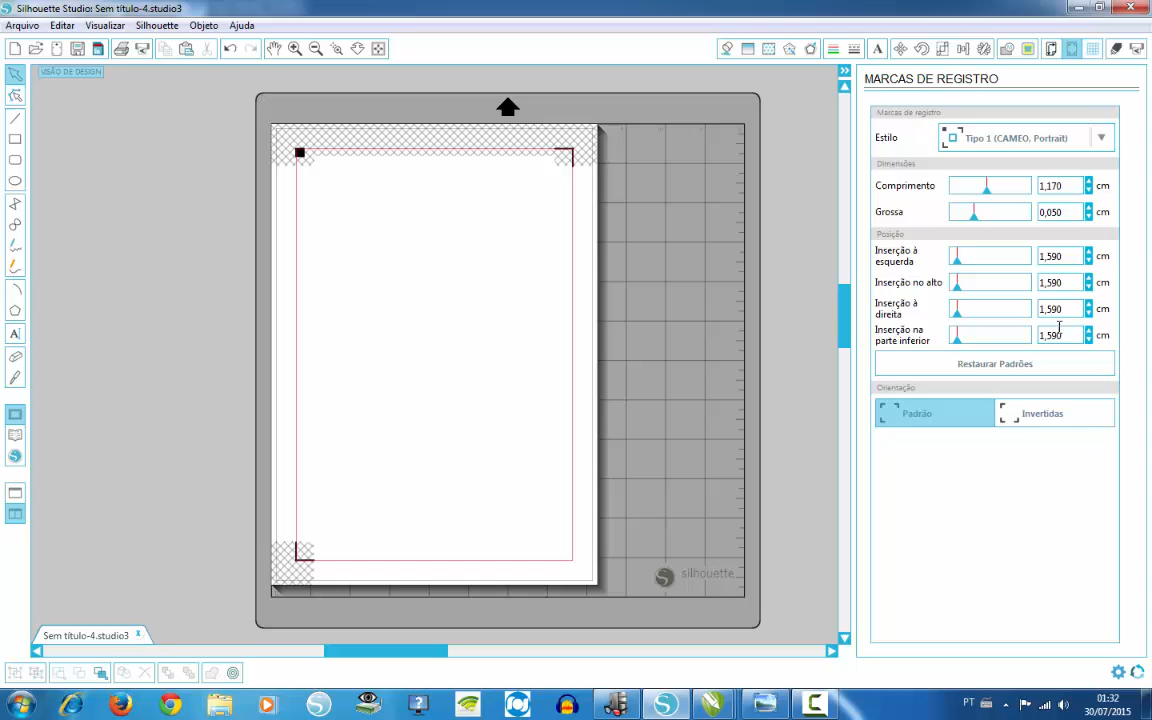 Silhouette Studio: Sem título-4.studio3
Arquivo Editar Visualizar Silhouette Objeto Ajuda
VISÃO DE DESIGN
MARCAS DE REGISTRO
Marcas de registro
Estilo Tipo 1 (CAMEO, Portrait)
Dimensões
Comprimento 1,170 cm
Grossa 0,050 cm
Posição
Inserção à esquerda 1,590 cm
Inserção no alto 1,590 cm
Inserção à direita 1,590 cm
Inserção na parte inferior 1,590 cm
Restaurar Padrões
Orientação
Padrão Invertidas
silhouette
Sem título-4.studio3 x
PT 01:32
30/07/2015